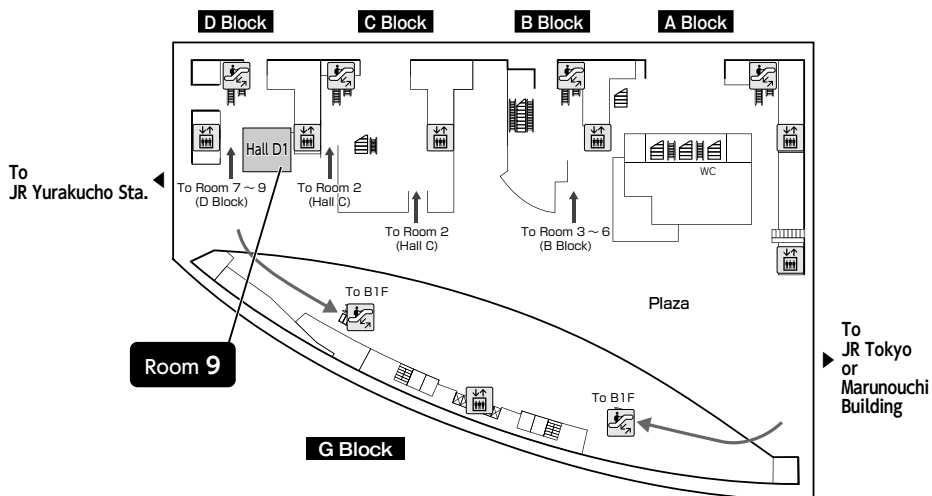 D Block
C Block
B Block
A Block
Hall D1
WC
To
JR Yurakucho Sta.
To Room 7～9
(D Block)
To Room 2
(Hall C)
To Room 2
(Hall C)
To Room 3～6
(B Block)
To B1F
Plaza
To
JR Tokyo
or
Marunouchi
Building
Room 9
To B1F
G Block